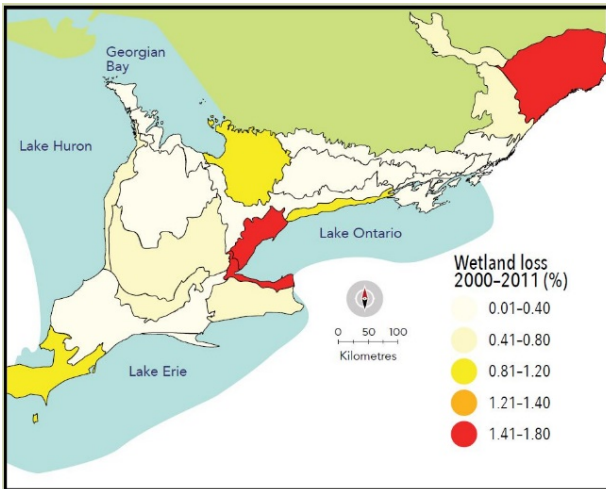 Georgian
Bay
Lake Huron
Lake Ontario
Lake Erie
0 50 100
Kilometres
Wetland loss
2000–2011 (%)
0.01–0.40
0.41–0.80
0.81–1.20
1.21–1.40
1.41–1.80